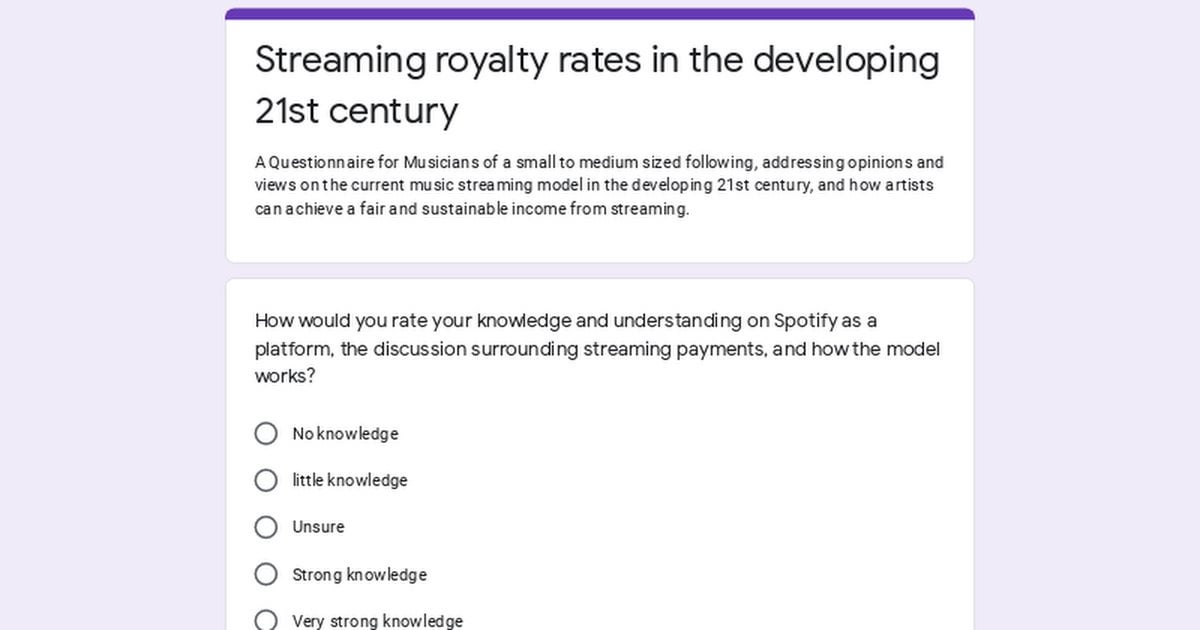 Streaming royalty rates in the developing
21st century
A Questionnaire for Musicians of a small to medium sized following, addressing opinions and
views on the current music streaming model in the developing 21st century, and how artists
can achieve a fair and sustainable income from streaming.
How would you rate your knowledge and understanding on Spotify as a
platform, the discussion surrounding streaming payments, and how the model
works?
No knowledge
little knowledge
Unsure
Strong knowledge
Very strong knowledge